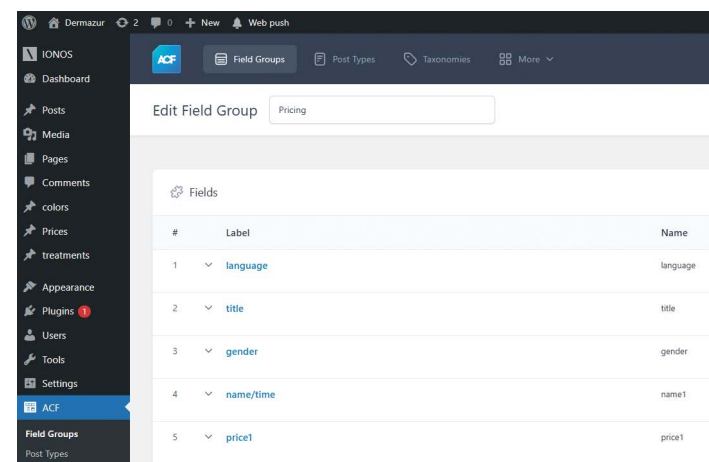 Dermazur 2 0 + New Web push
IONOS
Dashboard
Posts
Media
Pages
Comments
colors
Prices
treatments
Appearance
Plugins 1
Users
Tools
Settings
ACF
Field Groups
Post Types
ACF Field Groups Post Types Taxonomies More
Edit Field Group Pricing
Fields
# Label Name
1 language language
2 title title
3 gender gender
4 name/time name1
5 price1 price1